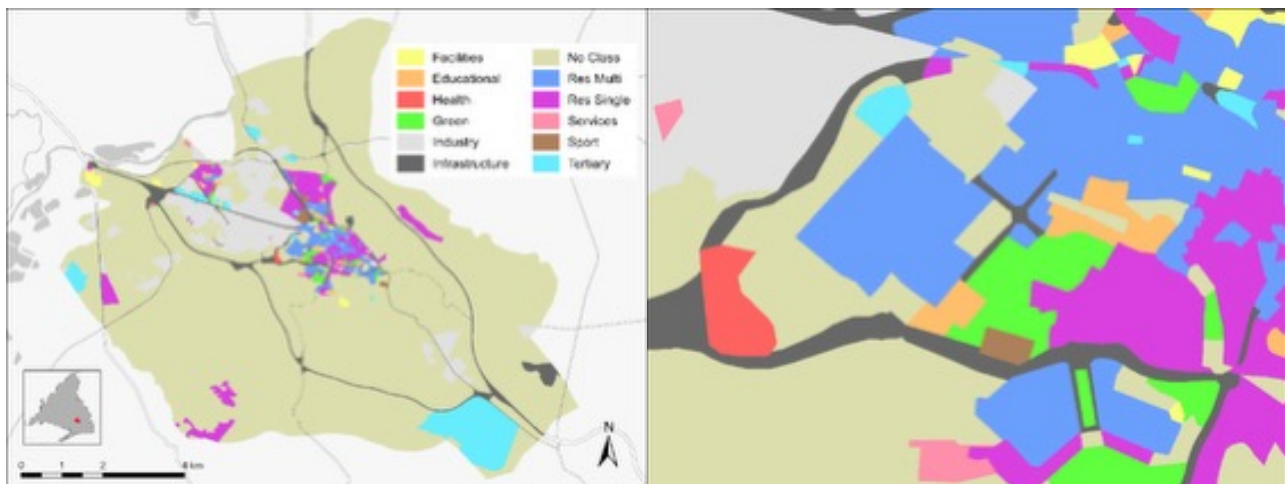 Facilities
Educational
Health
Green
Industry
Infrastructure
No Class
Res Multi
Res Single
Services
Sport
Tertiary
N
0 1 2 4 km